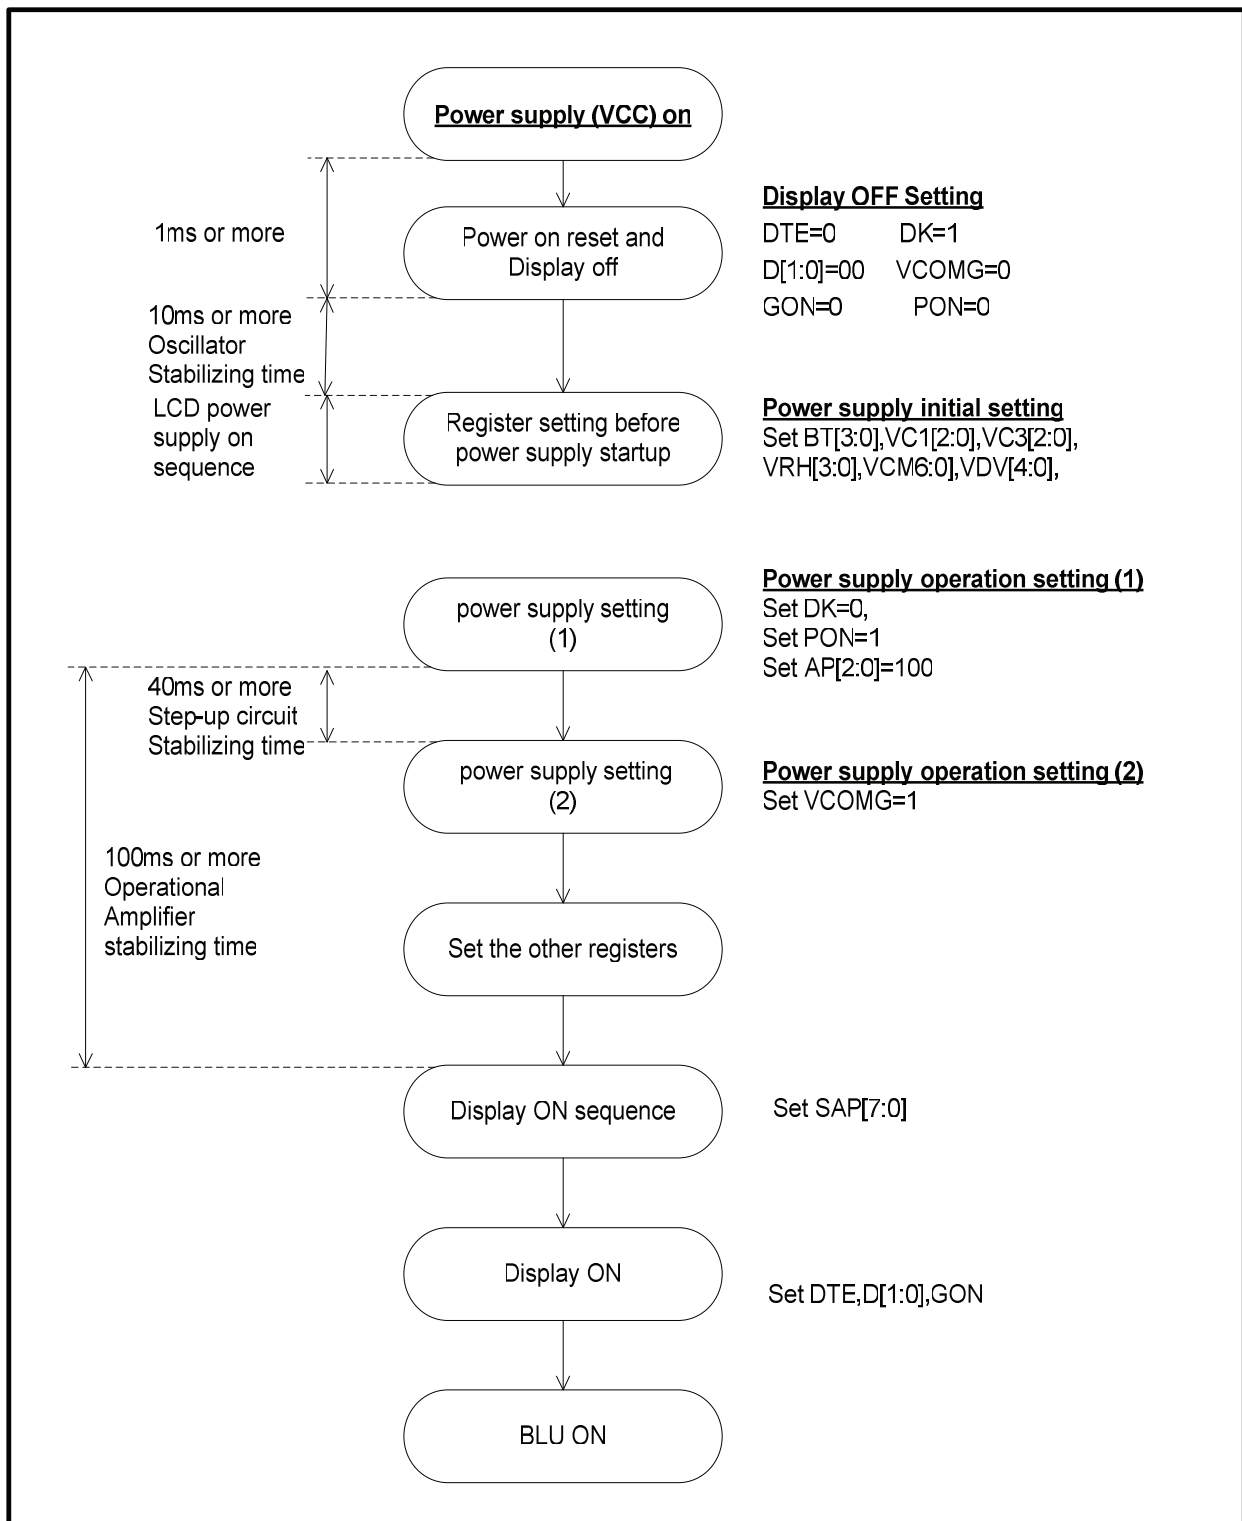 Power supply (VCC) on
1ms or more
Power on reset and
Display off
Display OFF Setting
DTE=0 DK=1
D[1:0]=00 VCOMG=0
GON=0 PON=0
10ms or more
Oscillator
Stabilizing time
LCD power
supply on
sequence
Register setting before
power supply startup
Power supply initial setting
Set BT[3:0],VC1[2:0],VC3[2:0],
VRH[3:0],VCM6:0],VDV[4:0],
power supply setting
(1)
Power supply operation setting (1)
Set DK=0,
Set PON=1
Set AP[2:0]=100
40ms or more
Step-up circuit
Stabilizing time
power supply setting
(2)
Power supply operation setting (2)
Set VCOMG=1
100ms or more
Operational
Amplifier
stabilizing time
Set the other registers
Display ON sequence
Set SAP[7:0]
Display ON
Set DTE,D[1:0],GON
BLU ON